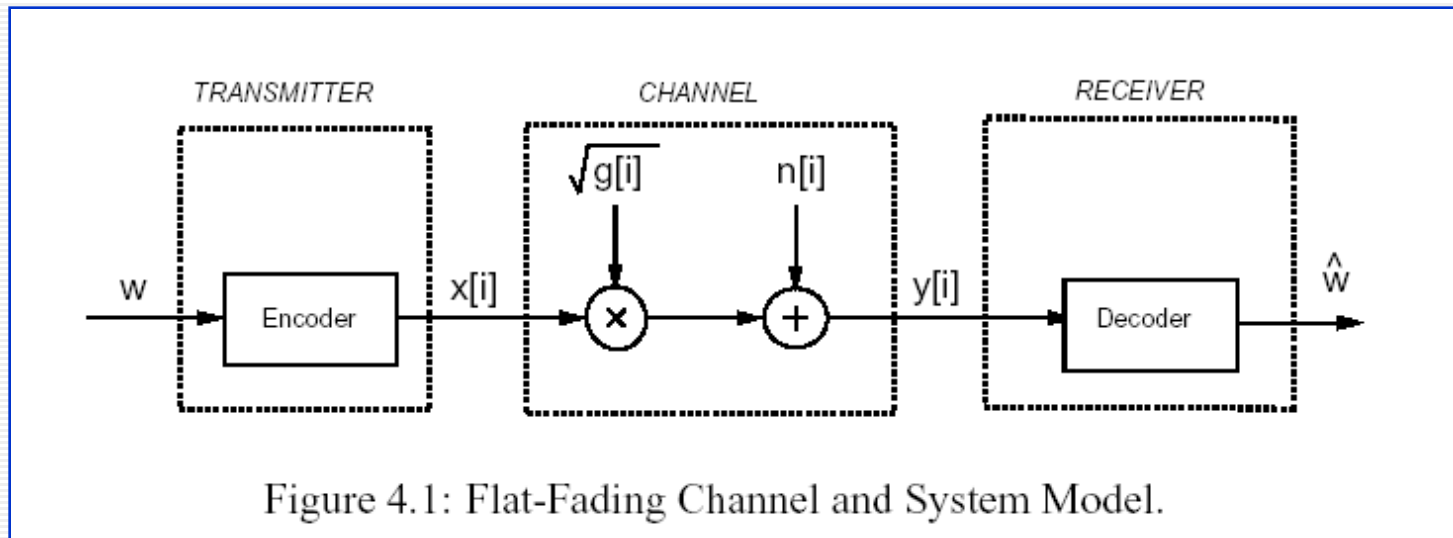 TRANSMITTER CHANNEL RECEIVER
√g[i] n[i]
w Encoder x[i] × + y[i] Decoder ŵ
Figure 4.1: Flat-Fading Channel and System Model.